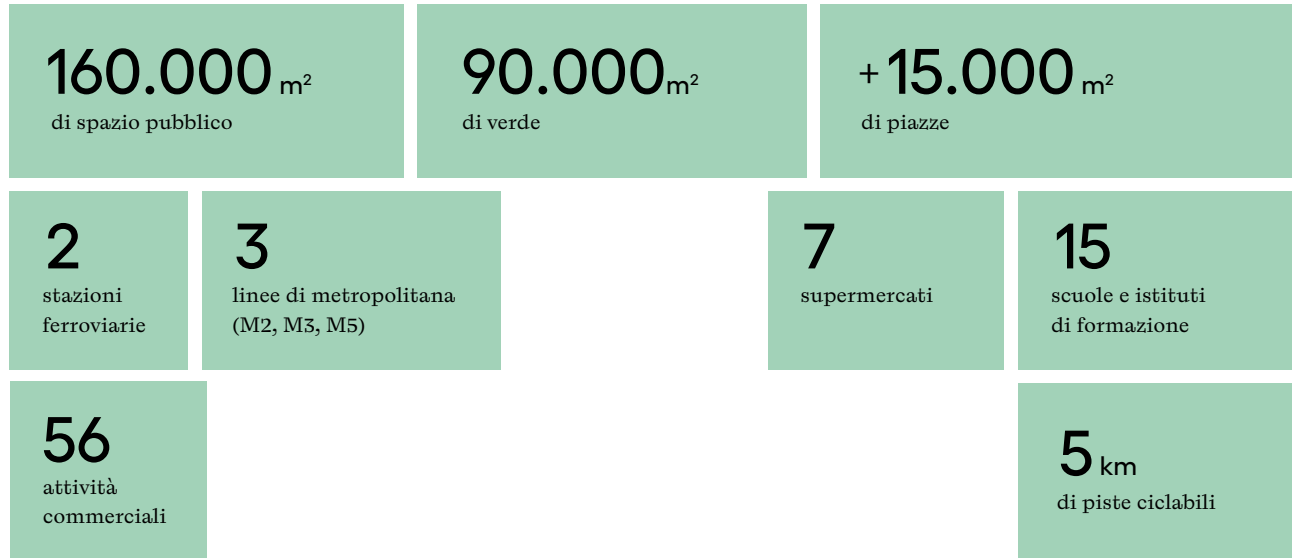 160.000 m²
di spazio pubblico
90.000 m²
di verde
+15.000 m²
di piazze
2
stazioni
ferroviarie
3
linee di metropolitana
(M2, M3, M5)
7
supermercati
15
scuole e istituti
di formazione
56
attività
commerciali
5 km
di piste ciclabili